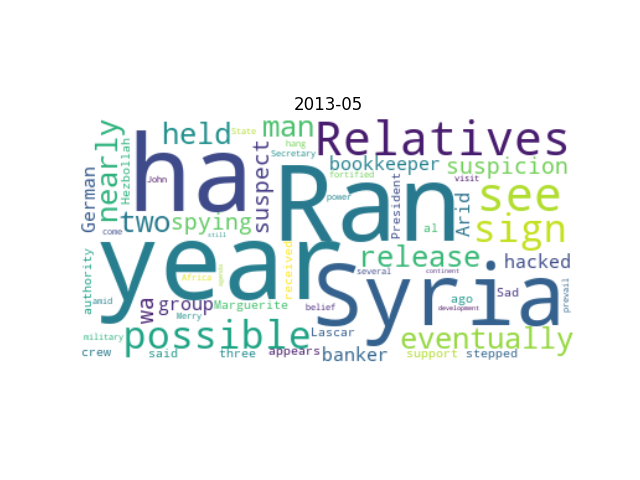 2013-05
ha
Ran
year
Syria
Relatives
see
sign
possible
release
eventually
held
man
nearly
two
spying
suspect
bookkeeper
suspicion
hacked
German
Hezbollah
State
Secretary
hang
fortified
John
power
President
Arid
visit
al
come
still
authority
amid
Africa
agenda
received
several
continent
Sad
ago
development
prevail
wa
group
Marguerite
Merry
belief
Lascar
military
crew
said
three
appears
banker
support
stepped